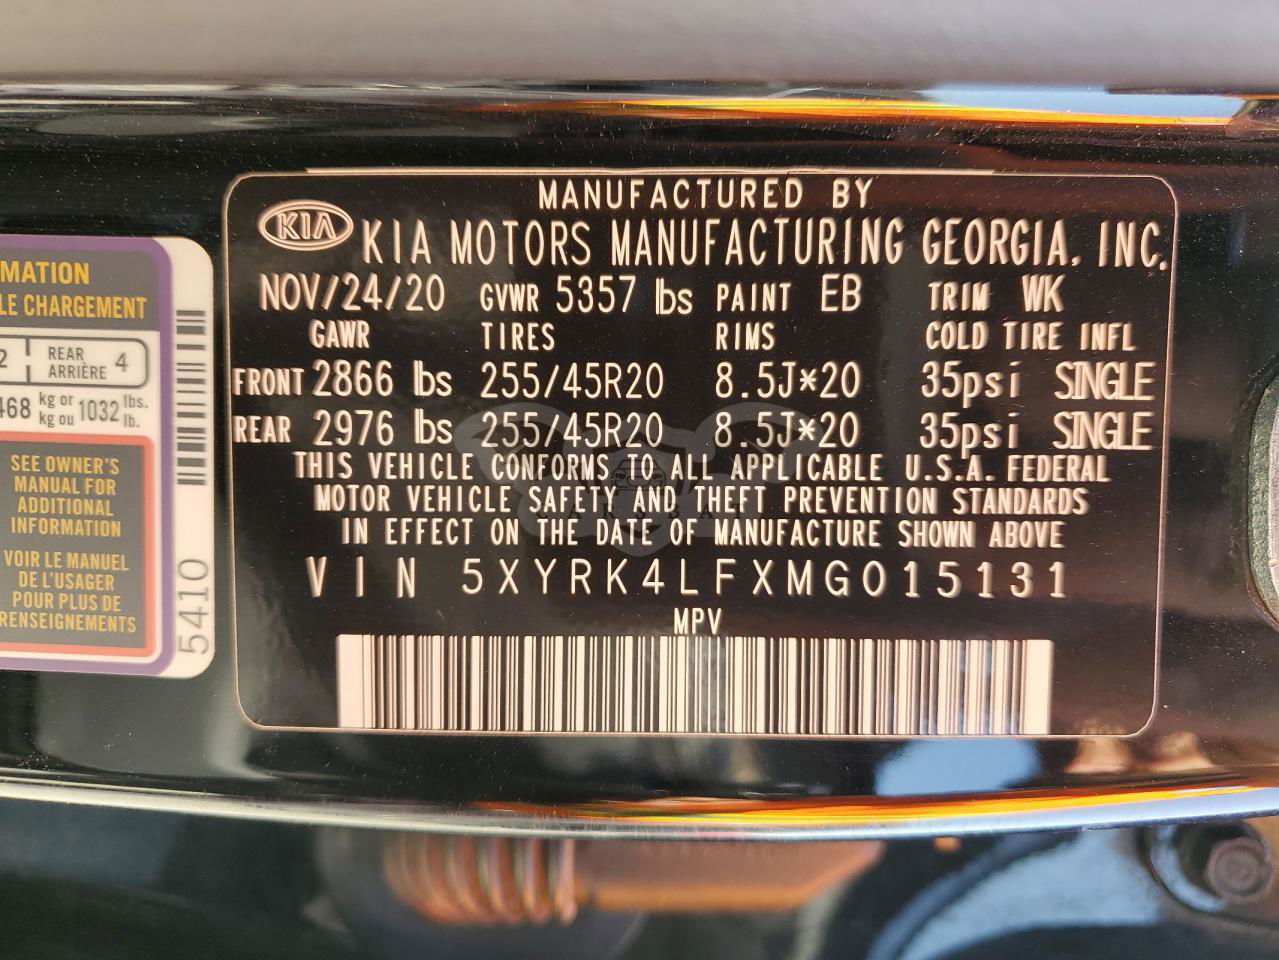 MATION
LE CHARGEMENT
2 REAR ARRIÈRE 4
468 kg or kg ou 1032 lbs. lb.
SEE OWNER'S
MANUAL FOR
ADDITIONAL
INFORMATION
VOIR LE MANUEL
DE L'USAGER
POUR PLUS DE
RENSEIGNEMENTS
5410
MANUFACTURED BY
KIA KIA MOTORS MANUFACTURING GEORGIA, INC.
NOV/24/20 GVWR 5357 lbs PAINT EB TRIM WK
GAWR TIRES RIMS COLD TIRE INFL
FRONT 2866 lbs 255/45R20 8.5J*20 35psi SINGLE
REAR 2976 lbs 255/45R20 8.5J*20 35psi SINGLE
THIS VEHICLE CONFORMS TO ALL APPLICABLE U.S.A. FEDERAL
MOTOR VEHICLE SAFETY AND THEFT PREVENTION STANDARDS
IN EFFECT ON THE DATE OF MANUFACTURE SHOWN ABOVE
VIN 5XYRK4LFXMG015131
MPV